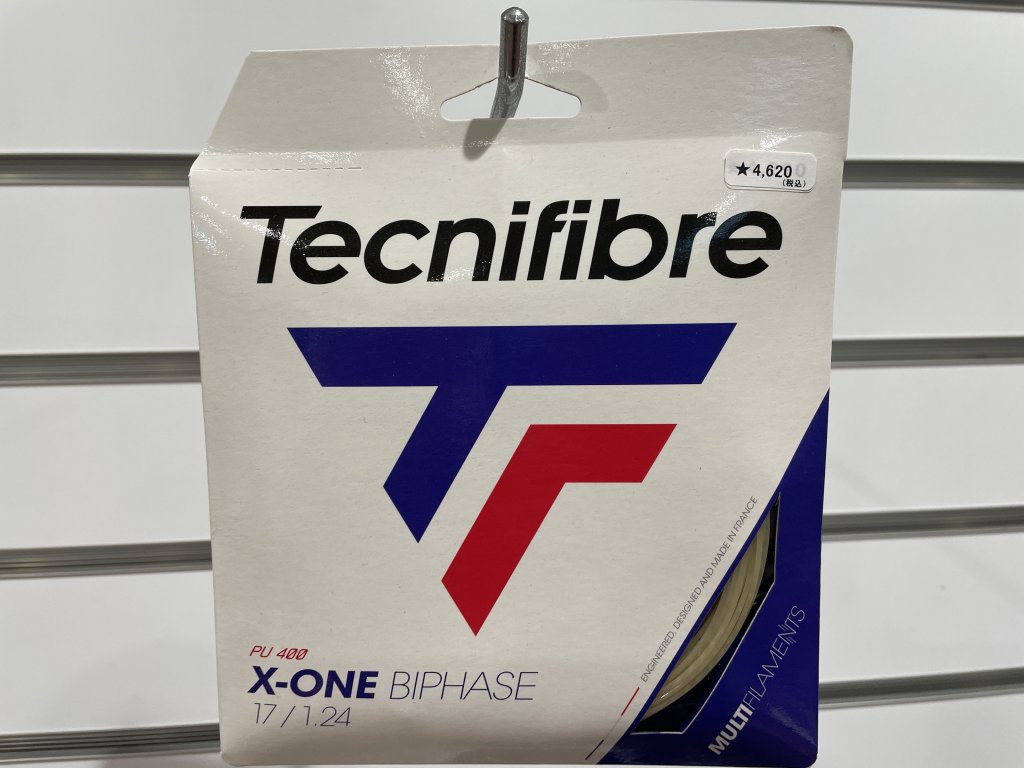 ★4,620
(税込)
Tecnifibre
PU 400
X-ONE BIPHASE
17 / 1.24
ENGINEERED, DESIGNED AND MADE IN FRANCE
MULTIFILAMENTS